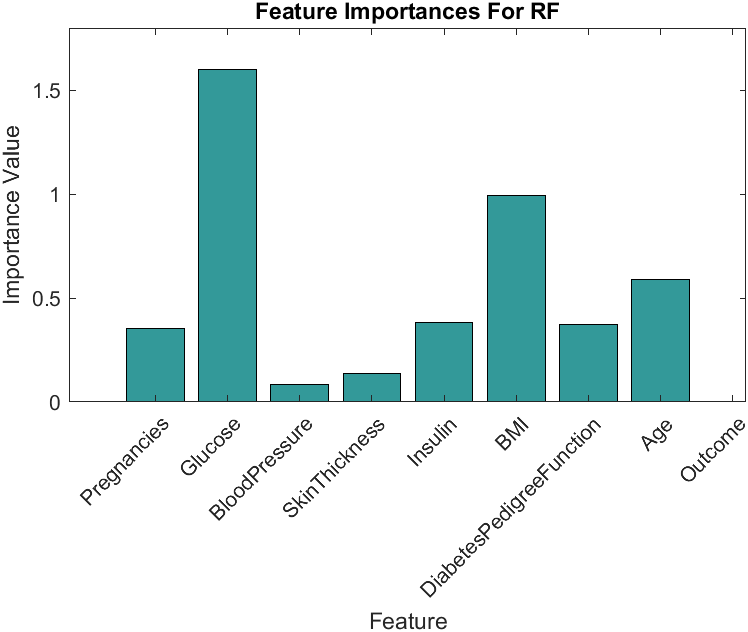 Feature Importances For RF
Importance Value
1.5
1
0.5
0
Pregnancies
Glucose
BloodPressure
SkinThickness
Insulin
BMI
DiabetesPedigreeFunction
Age
Outcome
Feature